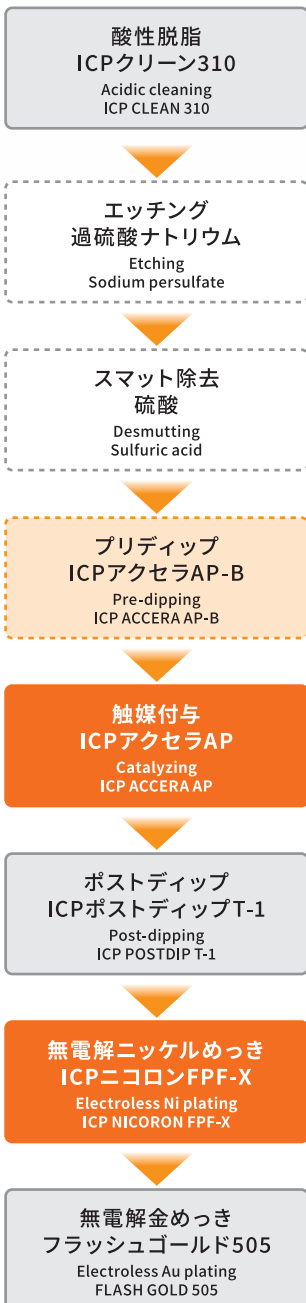 酸性脱脂
ICPクリーン310
Acidic cleaning
ICP CLEAN 310
エッチング
過硫酸ナトリウム
Etching
Sodium persulfate
スマット除去
硫酸
Desmutting
Sulfuric acid
プリディップ
ICPアクセラAP-B
Pre-dipping
ICP ACCERA AP-B
触媒付与
ICPアクセラAP
Catalyzing
ICP ACCERA AP
ポストディップ
ICPポストディップT-1
Post-dipping
ICP POSTDIP T-1
無電解ニッケルめっき
ICPニコロンFPF-X
Electroless Ni plating
ICP NICORON FPF-X
無電解金めっき
フラッシュゴールド505
Electroless Au plating
FLASH GOLD 505